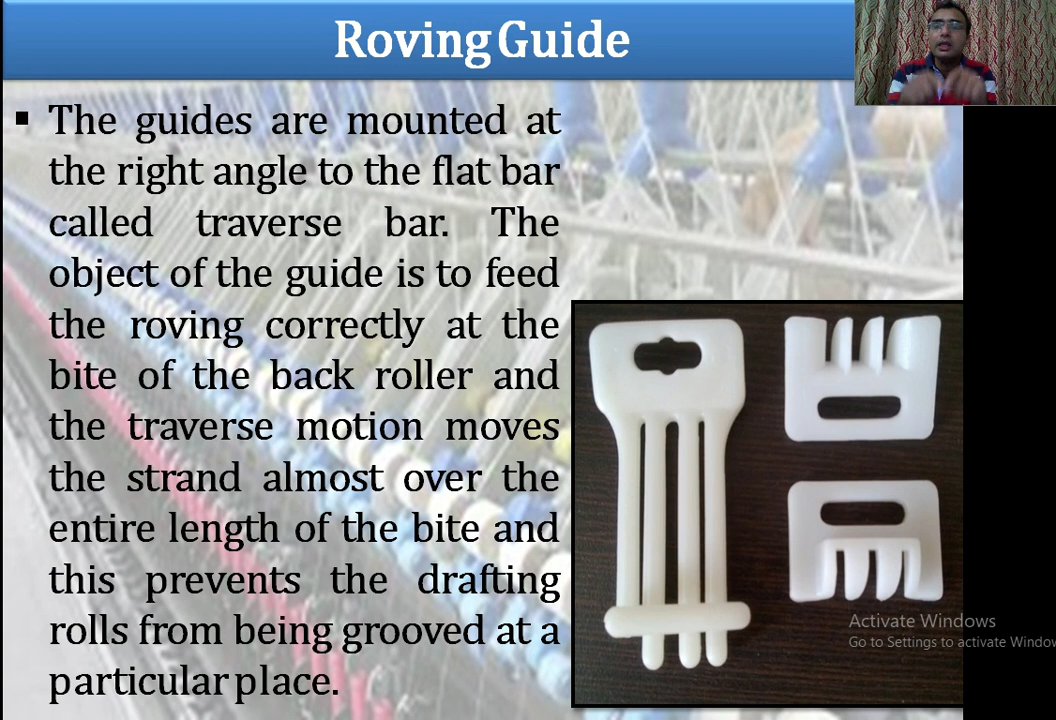 Roving Guide
▪ The guides are mounted at
the right angle to the flat bar
called traverse bar. The
object of the guide is to feed
the roving correctly at the
bite of the back roller and
the traverse motion moves
the strand almost over the
entire length of the bite and
this prevents the drafting
rolls from being grooved at a
particular place.
Activate Windows
Go to Settings to activate Windo